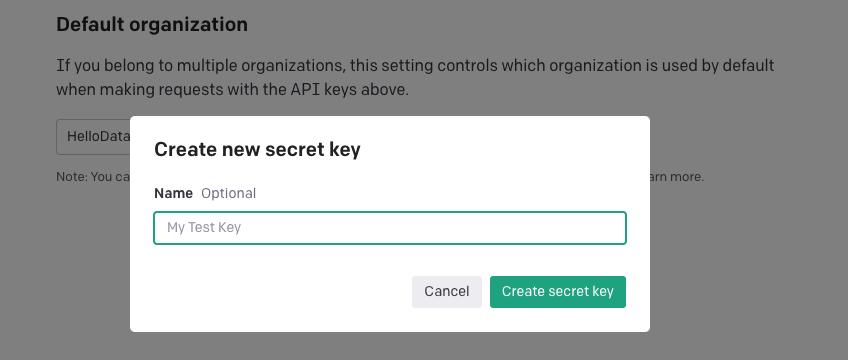 Default organization
If you belong to multiple organizations, this setting controls which organization is used by default
when making requests with the API keys above.
HelloData
Note: You ca
arn more.
Create new secret key
Name Optional
My Test Key
Cancel Create secret key